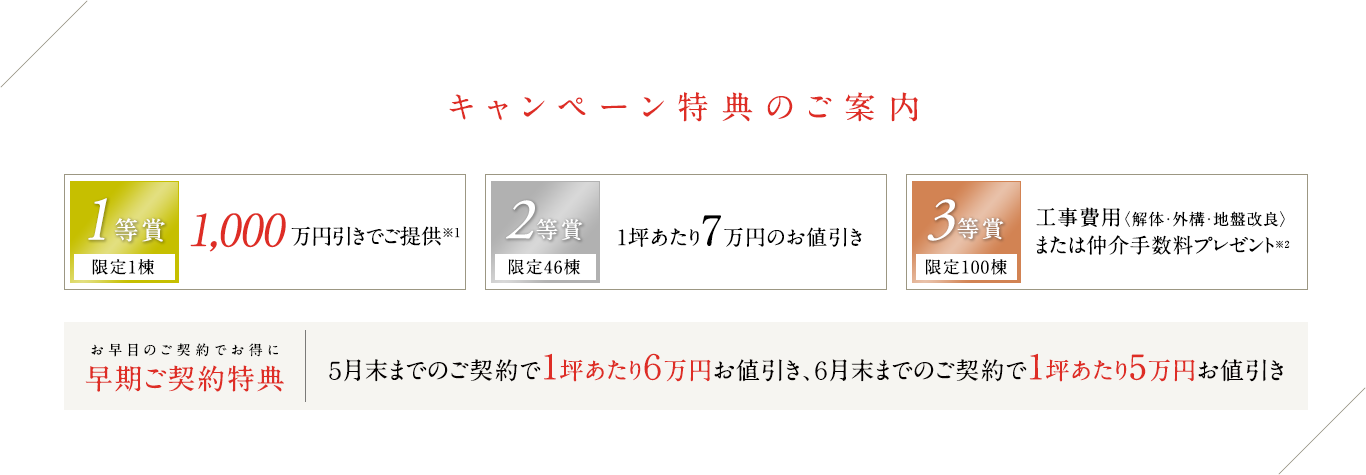 キャンペーン特典のご案内
1等賞
限定1棟
1,000万円引きでご提供※1
2等賞
限定46棟
1坪あたり7万円のお値引き
3等賞
限定100棟
工事費用〈解体・外構・地盤改良〉
または仲介手数料プレゼント※2
お早目のご契約でお得に
早期ご契約特典
5月末までのご契約で1坪あたり6万円お値引き、6月末までのご契約で1坪あたり5万円お値引き